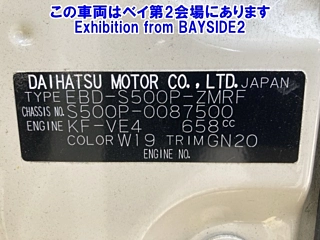 この車両はベイ第2会場にあります
Exhibition from BAYSIDE2
DAIHATSU MOTOR CO., LTD. JAPAN
TYPE EBD-S500P-ZMRF
CHASSIS NO. S500P-0087500
ENGINE KF-VE4 658cc
COLOR W19 TRIM GN20
ENGINE NO.